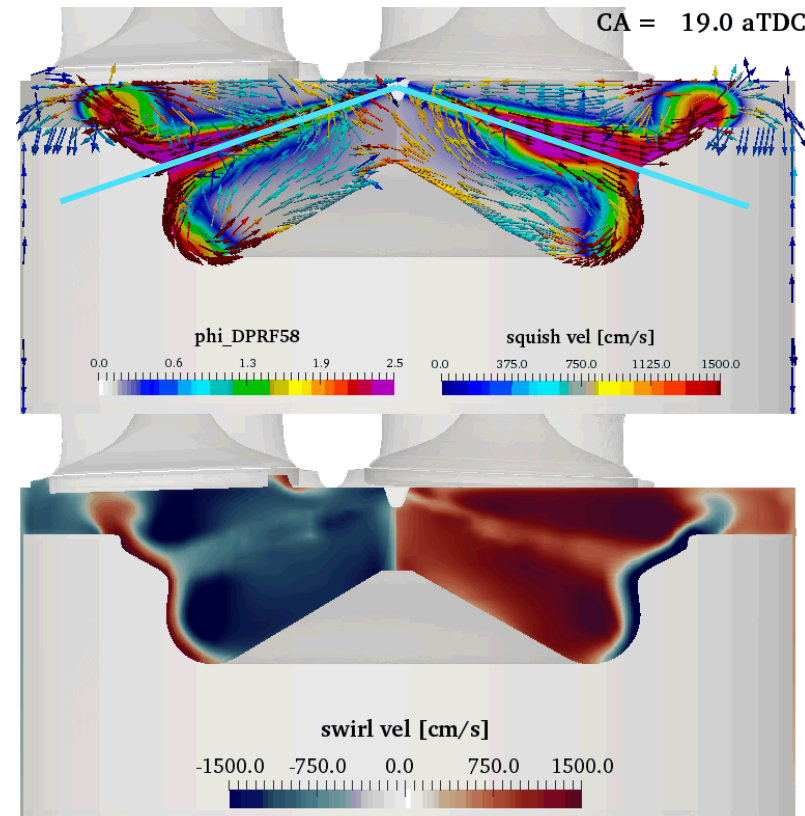 CA = 19.0 aTDC
phi_DPRF58 squish vel [cm/s]
0.0 0.6 1.3 1.9 2.5 0.0 375.0 750.0 1125.0 1500.0
swirl vel [cm/s]
-1500.0 -750.0 0.0 750.0 1500.0